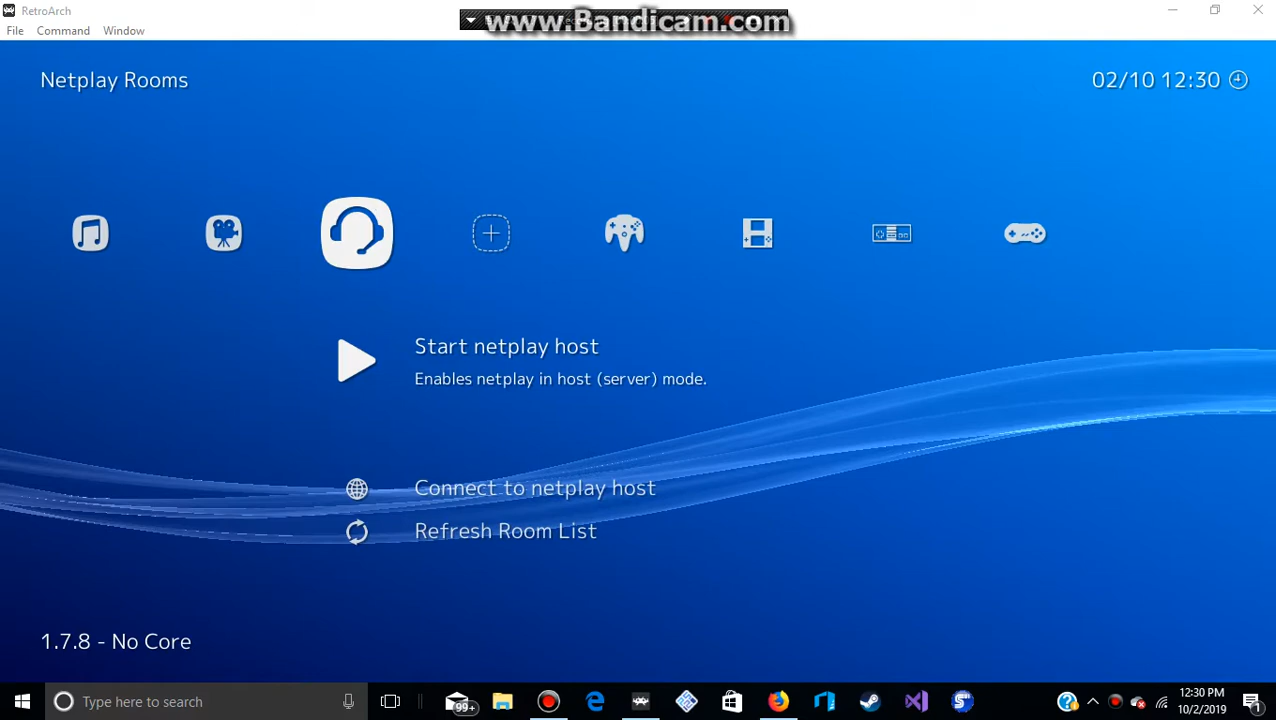 RetroArch
www.Bandicam.com
File Command Window
Netplay Rooms
02/10 12:30
Start netplay host
Enables netplay in host (server) mode.
Connect to netplay host
Refresh Room List
1.7.8 - No Core
Type here to search
99+
12:30 PM
10/2/2019
1